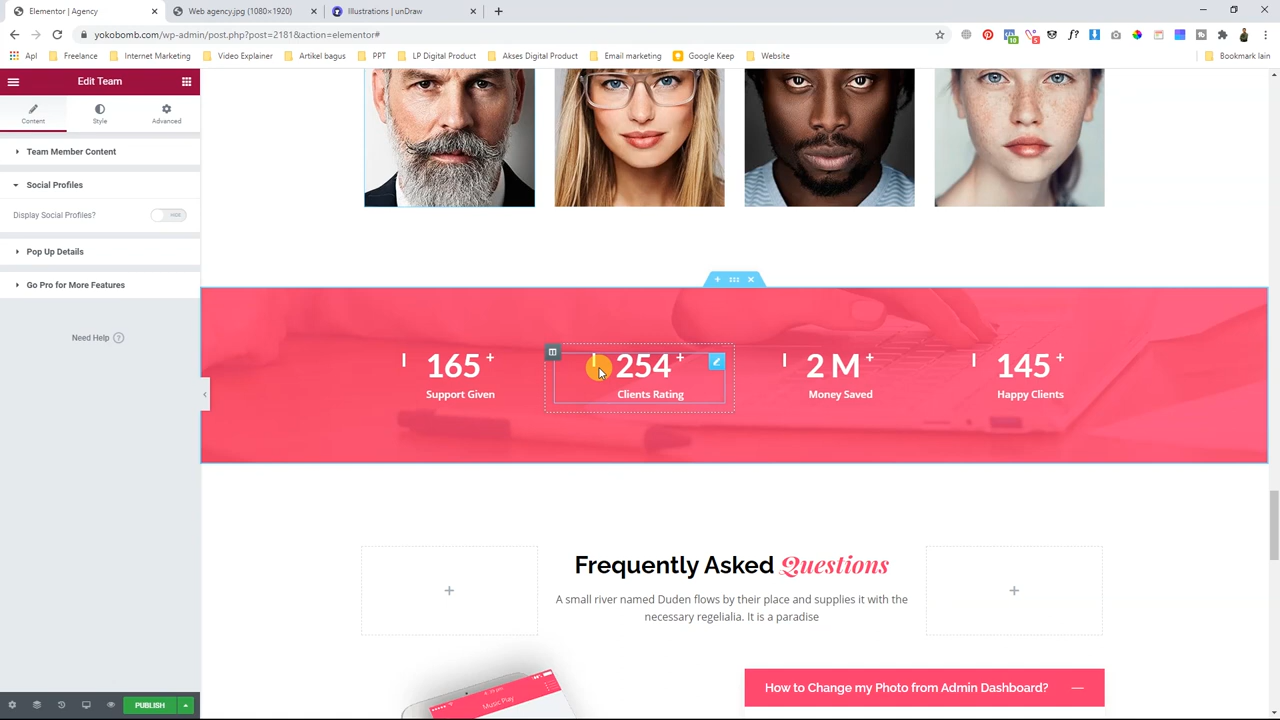 Elementor | Agency
Web agency.jpg (1080×1920)
Illustrations | unDraw
yokobomb.com/wp-admin/post.php?post=2181&action=elementor#
Apl
Freelance
Internet Marketing
Video Explainer
Artikel bagus
PPT
LP Digital Product
Akses Digital Product
Email marketing
Google Keep
Website
Bookmark lain
Edit Team
Content
Style
Advanced
Team Member Content
Social Profiles
Display Social Profiles?
HIDE
Pop Up Details
Go Pro for More Features
Need Help ?
PUBLISH
165 +
Support Given
254 +
Clients Rating
2 M +
Money Saved
145 +
Happy Clients
Frequently Asked Questions
A small river named Duden flows by their place and supplies it with the
necessary regelialia. It is a paradise
Music Play
How to Change my Photo from Admin Dashboard?